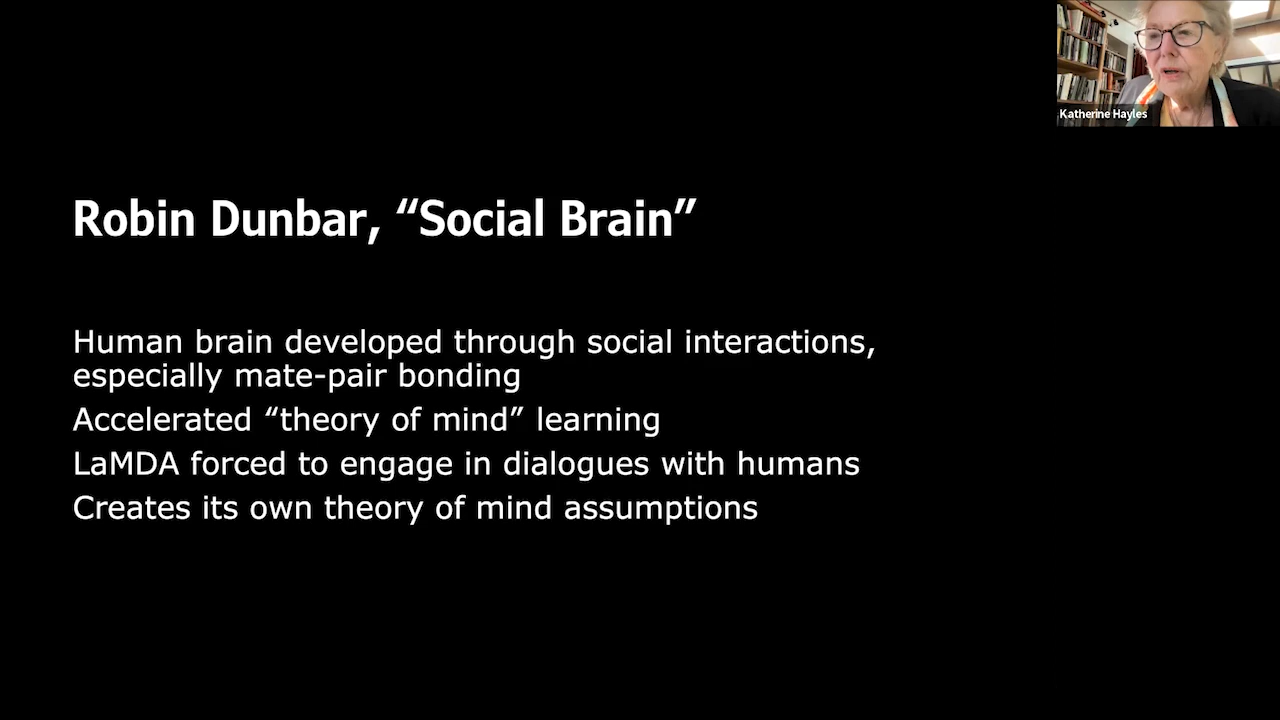 Katherine Hayles
Robin Dunbar, “Social Brain”
Human brain developed through social interactions,
especially mate-pair bonding
Accelerated “theory of mind” learning
LaMDA forced to engage in dialogues with humans
Creates its own theory of mind assumptions